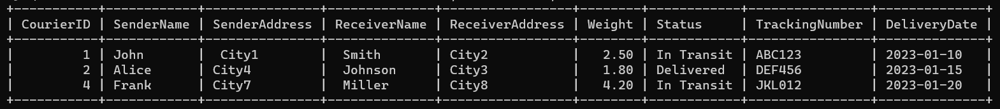 +-----------+------------+---------------+--------------+-----------------+--------+------------+----------------+--------------+
| CourierID | SenderName | SenderAddress | ReceiverName | ReceiverAddress | Weight | Status     | TrackingNumber | DeliveryDate |
+-----------+------------+---------------+--------------+-----------------+--------+------------+----------------+--------------+
|         1 | John       |  City1        |  Smith       | City2           |   2.50 | In Transit | ABC123         | 2023-01-10   |
|         2 | Alice      | City4         |  Johnson     | City3           |   1.80 | Delivered  | DEF456         | 2023-01-15   |
|         4 | Frank      | City7         |  Miller      | City8           |   4.20 | In Transit | JKL012         | 2023-01-20   |
+-----------+------------+---------------+--------------+-----------------+--------+------------+----------------+--------------+